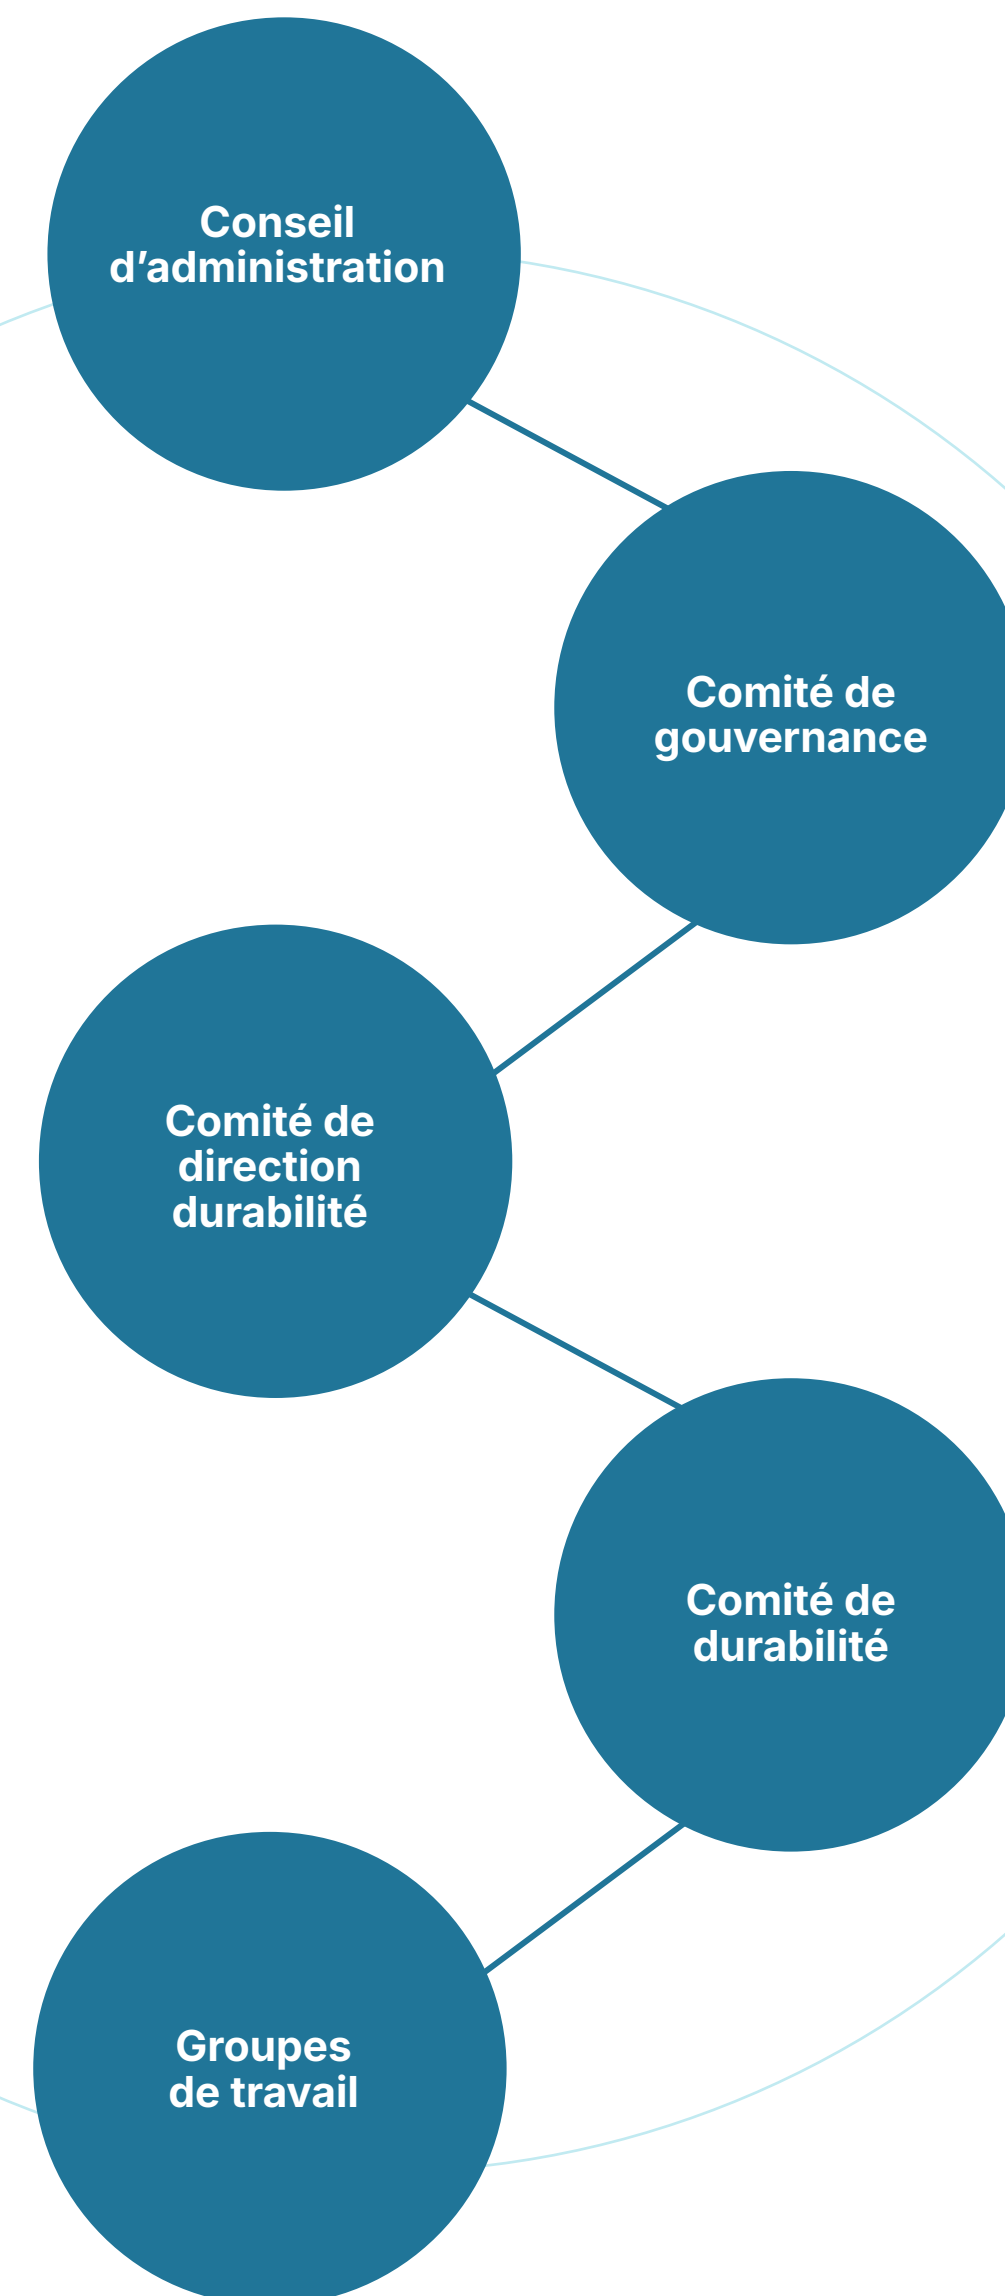 Conseil
d’administration
Comité de
gouvernance
Comité de
direction
durabilité
Comité de
durabilité
Groupes
de travail